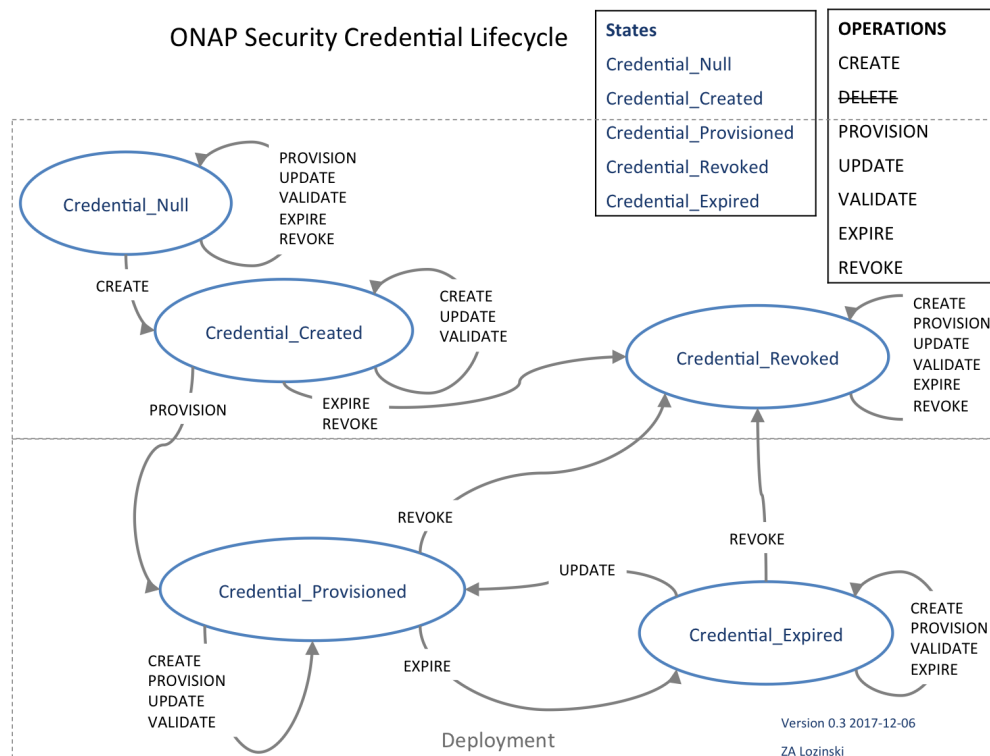 ONAP Security Credential Lifecycle
States
Credential_Null
Credential_Created
Credential_Provisioned
Credential_Revoked
Credential_Expired
OPERATIONS
CREATE
DELETE
PROVISION
UPDATE
VALIDATE
EXPIRE
REVOKE
Credential_Null
PROVISION
UPDATE
VALIDATE
EXPIRE
REVOKE
CREATE
Credential_Created
CREATE
UPDATE
VALIDATE
PROVISION
EXPIRE
REVOKE
Credential_Revoked
CREATE
PROVISION
UPDATE
VALIDATE
EXPIRE
REVOKE
REVOKE
REVOKE
Credential_Provisioned
UPDATE
CREATE
PROVISION
UPDATE
VALIDATE
EXPIRE
Credential_Expired
CREATE
PROVISION
VALIDATE
EXPIRE
Deployment
Version 0.3 2017-12-06
ZA Lozinski